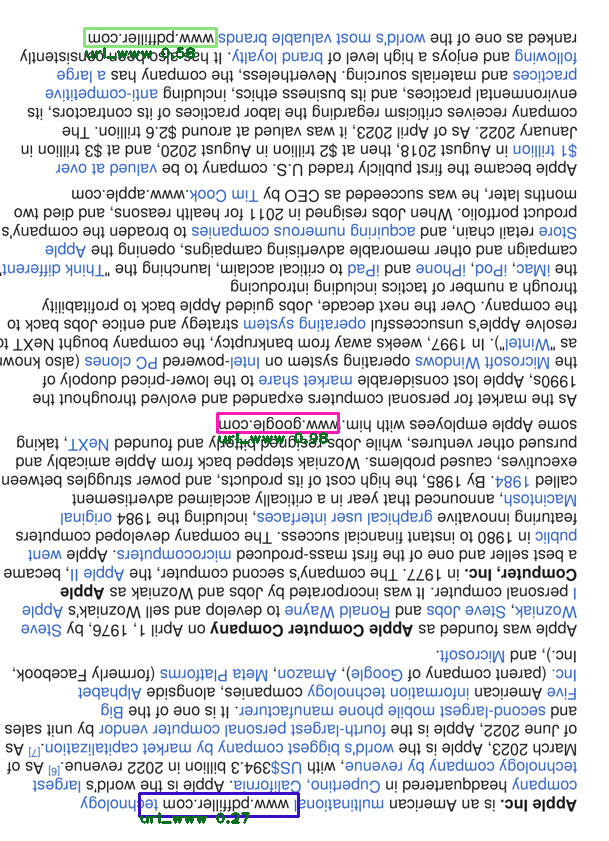 Apple Inc. is an American multinational www.pdffiller.com technology
company headquartered in Cupertino, California. Apple is the world's largest
technology company by revenue, with US$394.3 billion in 2022 revenue.[6] As of
March 2023, Apple is the world's biggest company by market capitalization.[7] As
of June 2022, Apple is the fourth-largest personal computer vendor by unit sales
and second-largest mobile phone manufacturer. It is one of the Big
Five American information technology companies, alongside Alphabet
Inc. (parent company of Google), Amazon, Meta Platforms (formerly Facebook,
Inc.), and Microsoft.
Apple was founded as Apple Computer Company on April 1, 1976, by Steve
Wozniak, Steve Jobs and Ronald Wayne to develop and sell Wozniak's Apple
I personal computer. It was incorporated by Jobs and Wozniak as Apple
Computer, Inc. in 1977. The company's second computer, the Apple II, became
a best seller and one of the first mass-produced microcomputers. Apple went
public in 1980 to instant financial success. The company developed computers
featuring innovative graphical user interfaces, including the 1984 original
Macintosh, announced that year in a critically acclaimed advertisement
called 1984. By 1985, the high cost of its products, and power struggles between
executives, caused problems. Wozniak stepped back from Apple amicably and
pursued other ventures, while Jobs resigned bitterly and founded NeXT, taking
some Apple employees with him.www.google.com
As the market for personal computers expanded and evolved throughout the
1990s, Apple lost considerable market share to the lower-priced duopoly of
the Microsoft Windows operating system on Intel-powered PC clones (also known
as "Wintel"). In 1997, weeks away from bankruptcy, the company bought NeXT to
resolve Apple's unsuccessful operating system strategy and entice Jobs back to
the company. Over the next decade, Jobs guided Apple back to profitability
through a number of tactics including introducing
the iMac, iPod, iPhone and iPad to critical acclaim, launching the "Think different"
campaign and other memorable advertising campaigns, opening the Apple
Store retail chain, and acquiring numerous companies to broaden the company's
product portfolio. When Jobs resigned in 2011 for health reasons, and died two
months later, he was succeeded as CEO by Tim Cook.www.apple.com
Apple became the first publicly traded U.S. company to be valued at over
$1 trillion in August 2018, then at $2 trillion in August 2020, and at $3 trillion in
January 2022. As of April 2023, it was valued at around $2.6 trillion. The
company receives criticism regarding the labor practices of its contractors, its
environmental practices, and its business ethics, including anti-competitive
practices and materials sourcing. Nevertheless, the company has a large
following and enjoys a high level of brand loyalty. It has also been consistently
ranked as one of the world's most valuable brands www.pdffiller.com
url_www 0.58
url_www 0.98
url_www 0.27